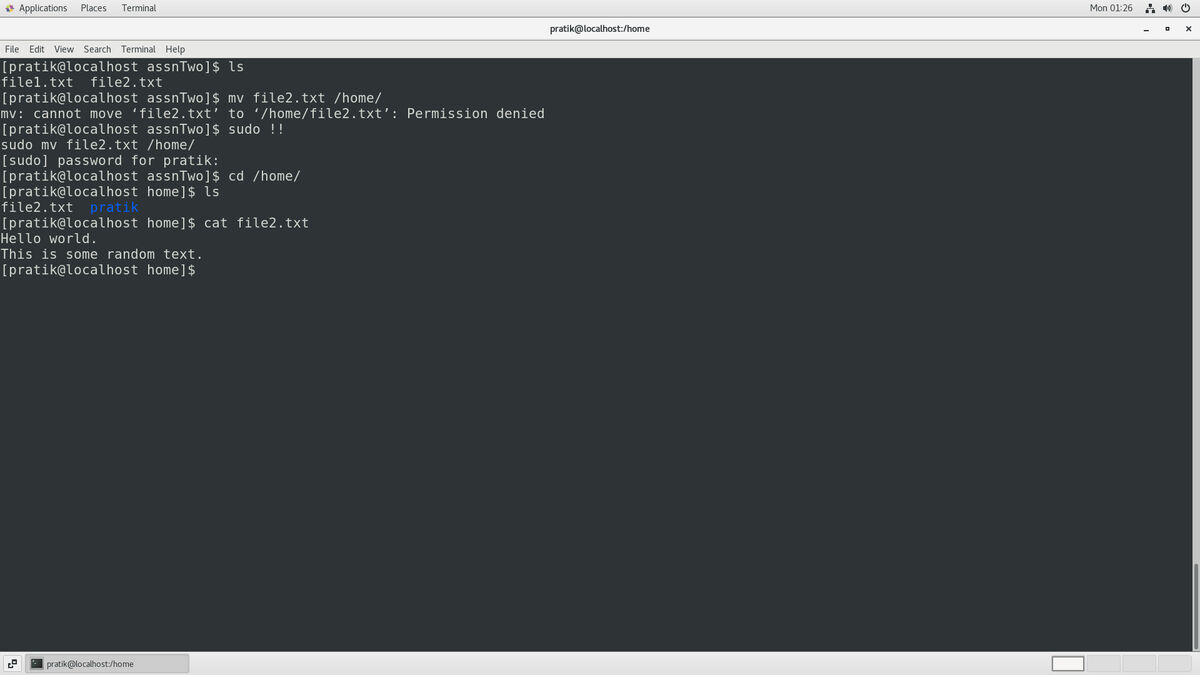 Applications Places Terminal Mon 01:26
pratik@localhost:/home
File Edit View Search Terminal Help
[pratik@localhost assnTwo]$ ls
file1.txt  file2.txt
[pratik@localhost assnTwo]$ mv file2.txt /home/
mv: cannot move ‘file2.txt’ to ‘/home/file2.txt’: Permission denied
[pratik@localhost assnTwo]$ sudo !!
sudo mv file2.txt /home/
[sudo] password for pratik:
[pratik@localhost assnTwo]$ cd /home/
[pratik@localhost home]$ ls
file2.txt  pratik
[pratik@localhost home]$ cat file2.txt
Hello world.
This is some random text.
[pratik@localhost home]$
pratik@localhost:/home